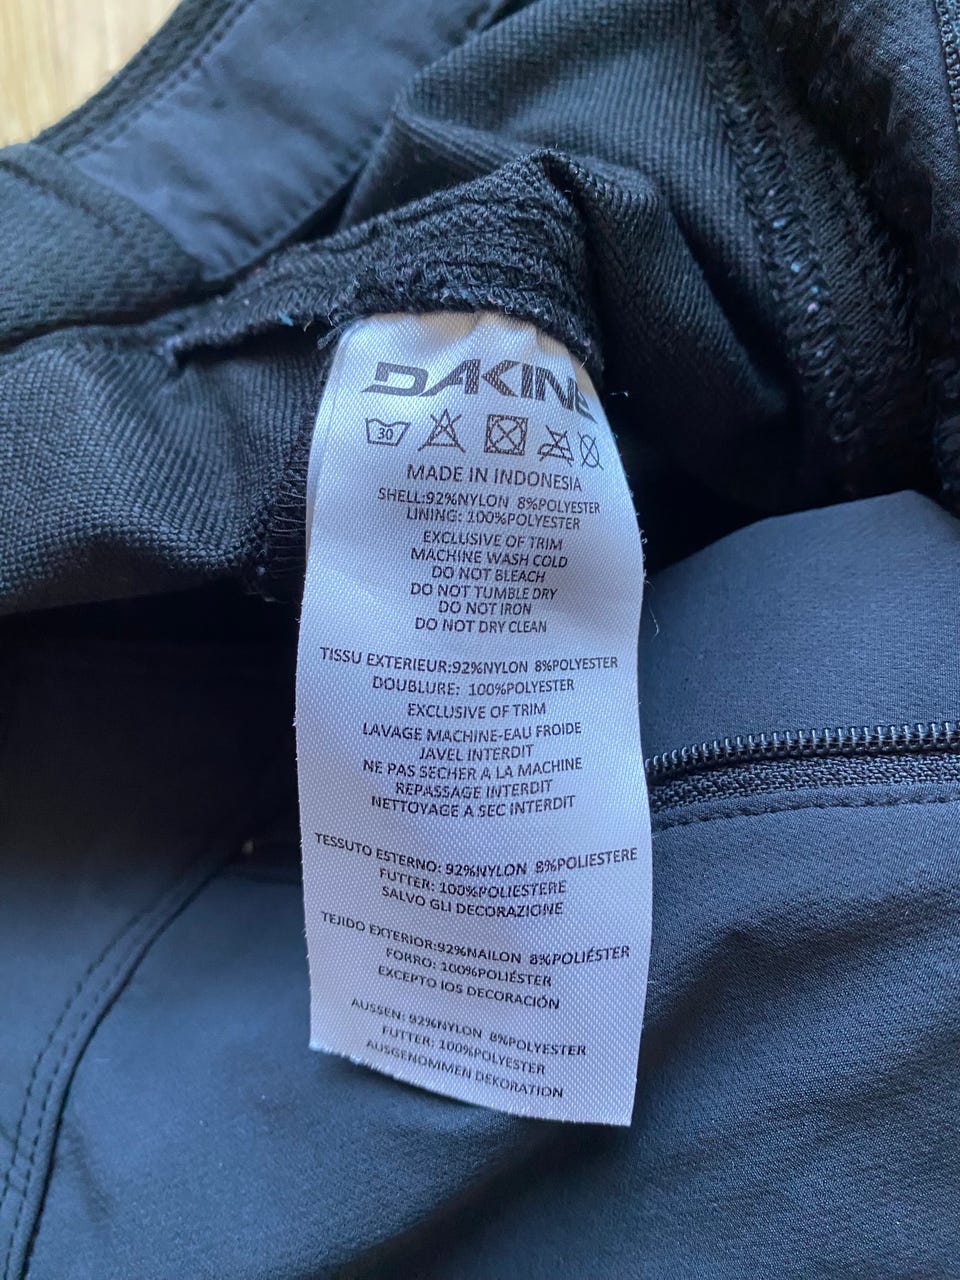 DAKINE
30
MADE IN INDONESIA
SHELL:92%NYLON 8%POLYESTER
LINING: 100%POLYESTER
EXCLUSIVE OF TRIM
MACHINE WASH COLD
DO NOT BLEACH
DO NOT TUMBLE DRY
DO NOT IRON
DO NOT DRY CLEAN
TISSU EXTERIEUR:92%NYLON 8%POLYESTER
DOUBLURE: 100%POLYESTER
EXCLUSIVE OF TRIM
LAVAGE MACHINE-EAU FROIDE
JAVEL INTERDIT
NE PAS SECHER A LA MACHINE
REPASSAGE INTERDIT
NETTOYAGE A SEC INTERDIT
TESSUTO ESTERNO: 92%NYLON 8%POLIESTERE
FUTTER: 100%POLIESTERE
SALVO GLI DECORAZIONE
TEJIDO EXTERIOR:92%NAILON 8%POLIÉSTER
FORRO: 100%POLIÉSTER
EXCEPTO IOS DECORACIÓN
AUSSEN: 92%NYLON 8%POLYESTER
FUTTER: 100%POLYESTER
AUSGENOMMEN DEKORATION